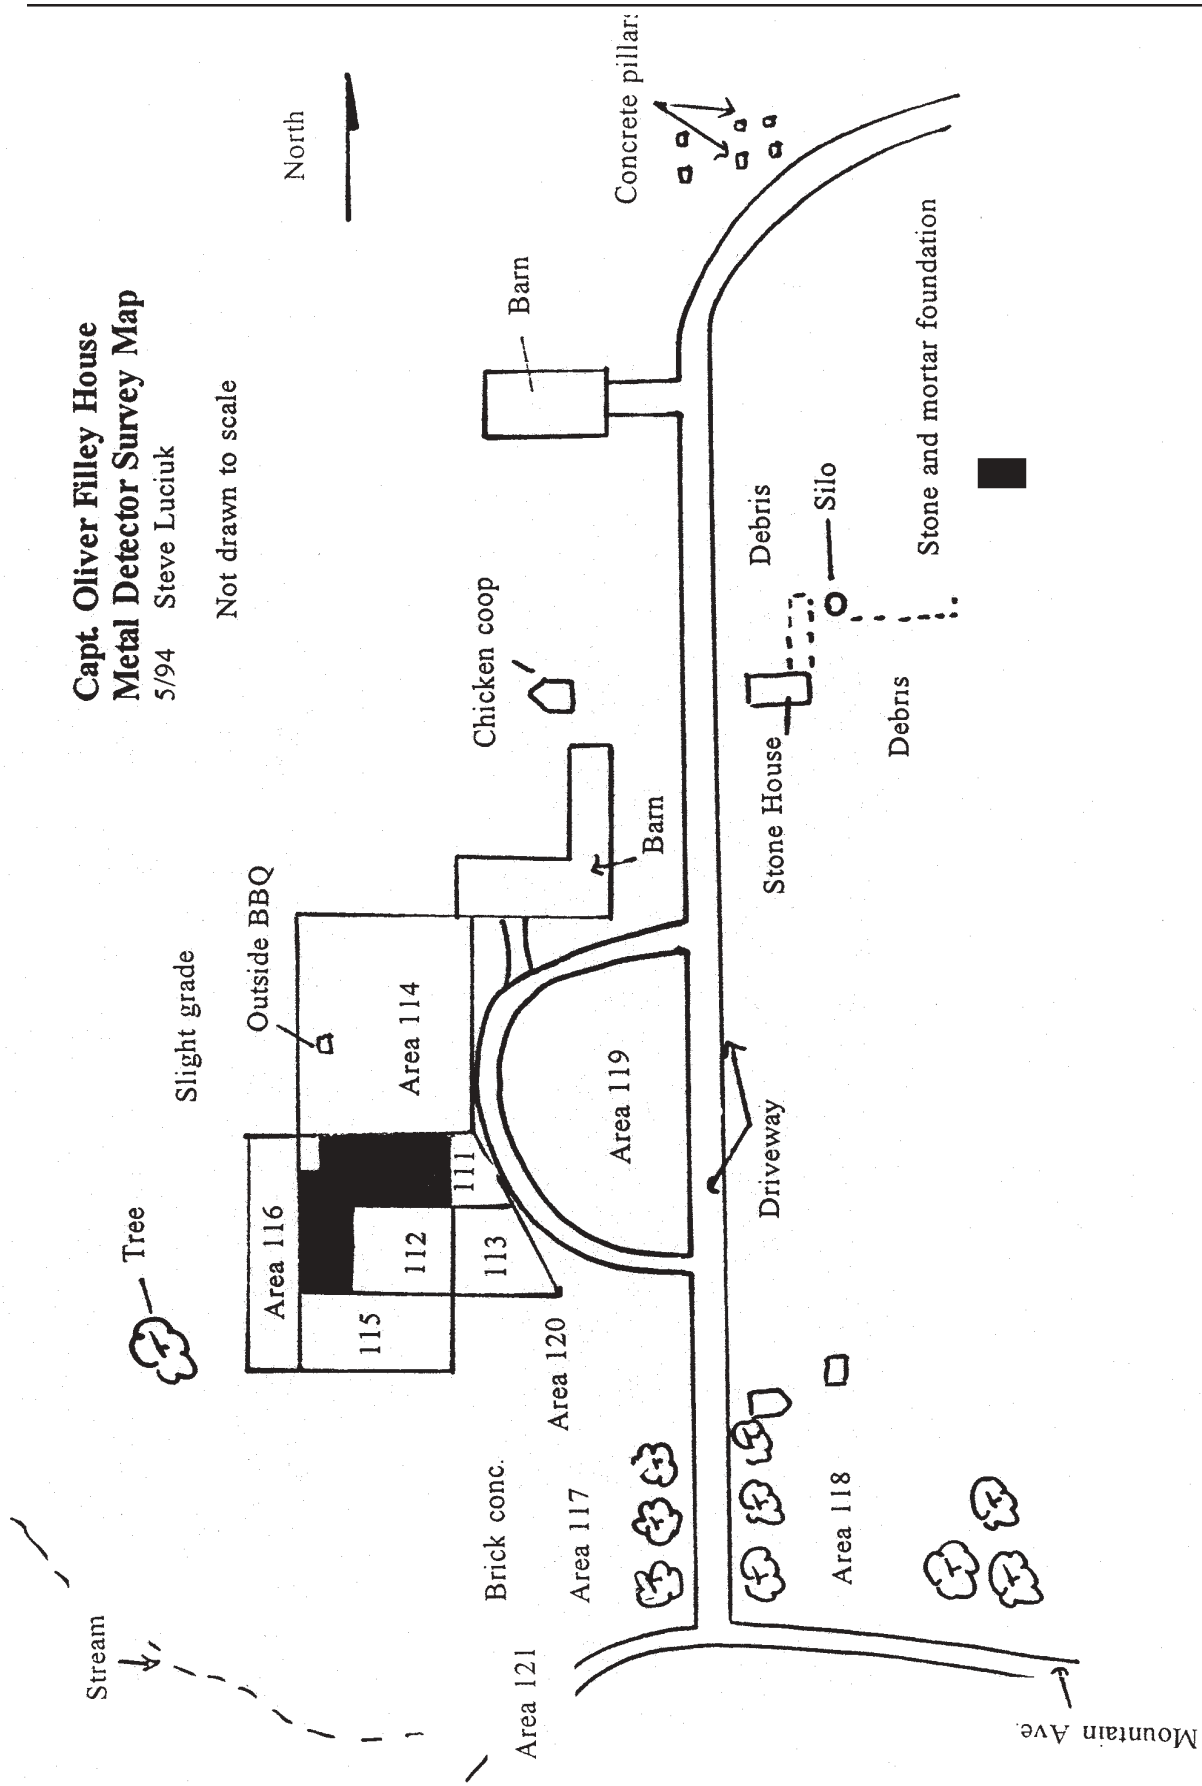 Capt. Oliver Filley House
Metal Detector Survey Map
5/94 Steve Luciuk
Not drawn to scale
North
Stream
Tree
Slight grade
Outside BBQ
Area 116
115
112
111
113
Area 114
Area 121
Brick conc.
Area 117
Area 120
Area 119
Chicken coop
Barn
Barn
Concrete pillars
Driveway
Area 118
Stone House
Debris
Silo
Debris
Stone and mortar foundation
Mountain Ave.